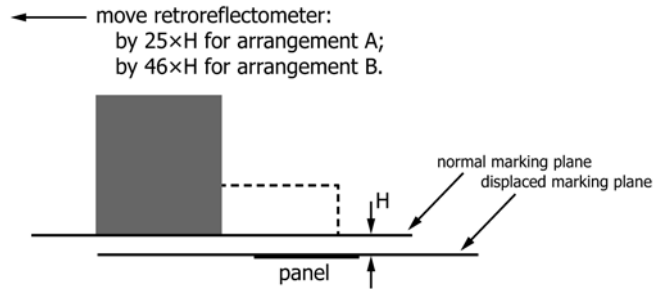 move retroreflectometer:
by 25×H for arrangement A;
by 46×H for arrangement B.
normal marking plane
displaced marking plane
H
panel